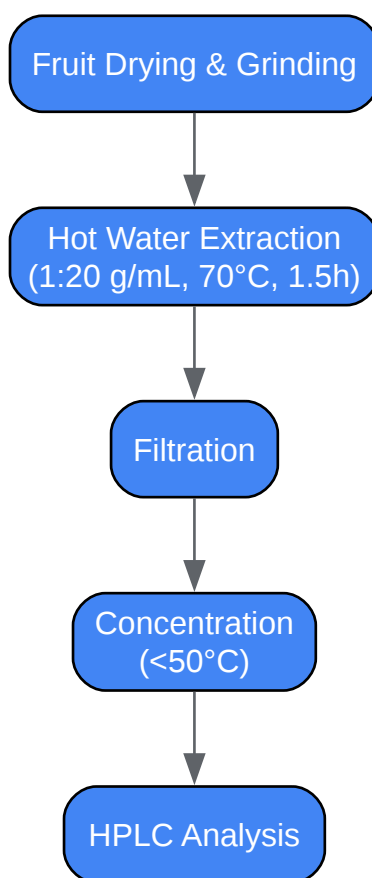 Fruit Drying & Grinding
Hot Water Extraction
(1:20 g/mL, 70°C, 1.5h)
Filtration
Concentration
(<50°C)
HPLC Analysis